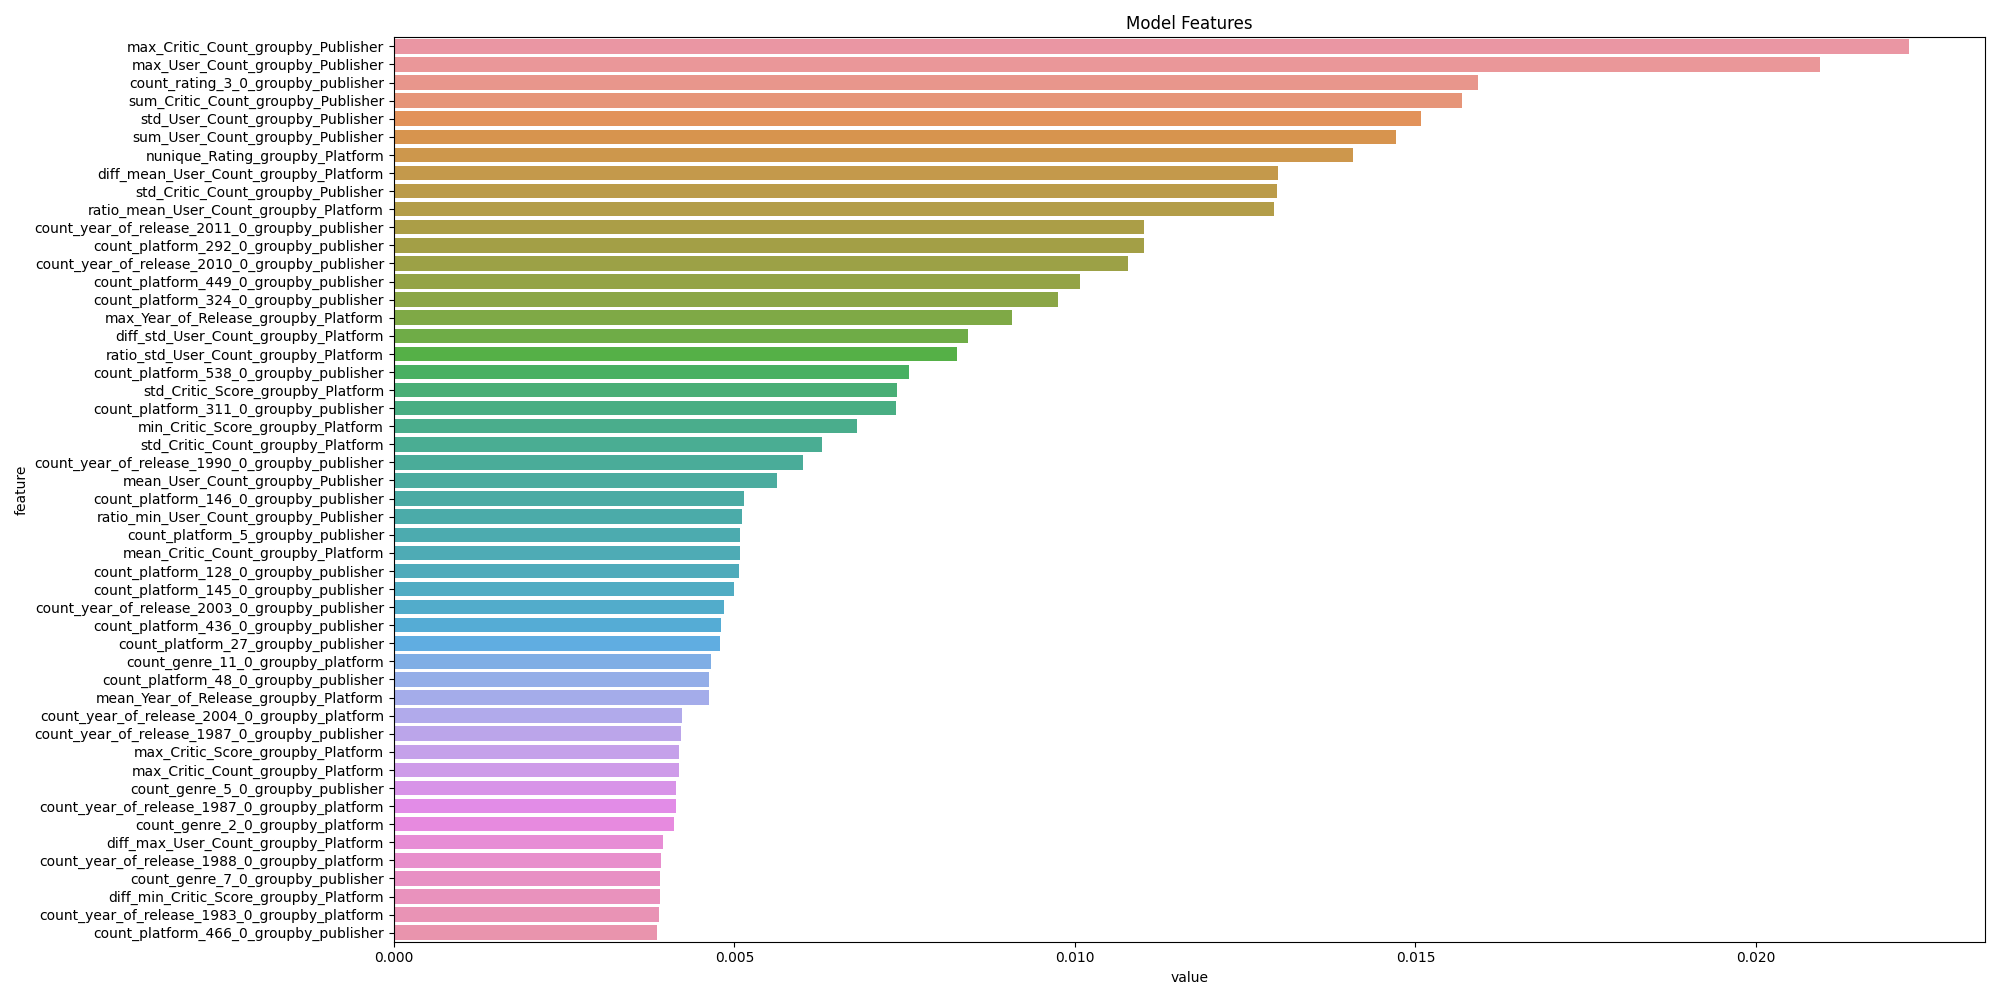 Model Features
max_Critic_Count_groupby_Publisher
max_User_Count_groupby_Publisher
count_rating_3_0_groupby_publisher
sum_Critic_Count_groupby_Publisher
std_User_Count_groupby_Publisher
sum_User_Count_groupby_Publisher
nunique_Rating_groupby_Platform
diff_mean_User_Count_groupby_Platform
std_Critic_Count_groupby_Publisher
ratio_mean_User_Count_groupby_Platform
count_year_of_release_2011_0_groupby_publisher
count_platform_292_0_groupby_publisher
count_year_of_release_2010_0_groupby_publisher
count_platform_449_0_groupby_publisher
count_platform_324_0_groupby_publisher
max_Year_of_Release_groupby_Platform
diff_std_User_Count_groupby_Platform
ratio_std_User_Count_groupby_Platform
count_platform_538_0_groupby_publisher
std_Critic_Score_groupby_Platform
count_platform_311_0_groupby_publisher
min_Critic_Score_groupby_Platform
std_Critic_Count_groupby_Platform
count_year_of_release_1990_0_groupby_publisher
mean_User_Count_groupby_Publisher
count_platform_146_0_groupby_publisher
ratio_min_User_Count_groupby_Publisher
count_platform_5_groupby_publisher
mean_Critic_Count_groupby_Platform
count_platform_128_0_groupby_publisher
count_platform_145_0_groupby_publisher
count_year_of_release_2003_0_groupby_publisher
count_platform_436_0_groupby_publisher
count_platform_27_groupby_publisher
count_genre_11_0_groupby_platform
count_platform_48_0_groupby_publisher
mean_Year_of_Release_groupby_Platform
count_year_of_release_2004_0_groupby_platform
count_year_of_release_1987_0_groupby_publisher
max_Critic_Score_groupby_Platform
max_Critic_Count_groupby_Platform
count_genre_5_0_groupby_publisher
count_year_of_release_1987_0_groupby_platform
count_genre_2_0_groupby_platform
diff_max_User_Count_groupby_Platform
count_year_of_release_1988_0_groupby_platform
count_genre_7_0_groupby_publisher
diff_min_Critic_Score_groupby_Platform
count_year_of_release_1983_0_groupby_platform
count_platform_466_0_groupby_publisher
feature
0.000 0.005 0.010 0.015 0.020
value